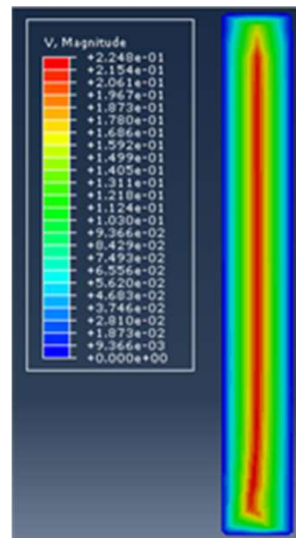 V, Magnitude
+2.248e-01
+2.154e-01
+2.061e-01
+1.967e-01
+1.873e-01
+1.780e-01
+1.686e-01
+1.592e-01
+1.499e-01
+1.405e-01
+1.311e-01
+1.218e-01
+1.124e-01
+1.030e-01
+9.366e-02
+8.429e-02
+7.493e-02
+6.556e-02
+5.620e-02
+4.683e-02
+3.746e-02
+2.810e-02
+1.873e-02
+9.366e-03
+0.000e+00